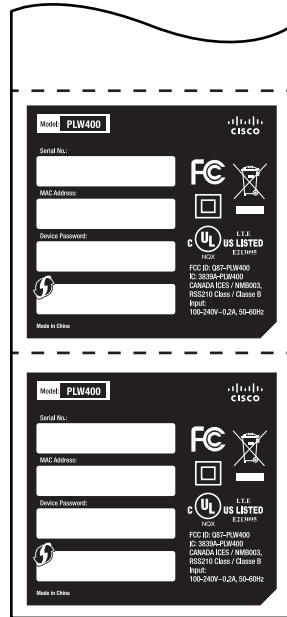 Model: PLW400
CISCO
Serial No.:
FC
MAC Address:
Device Password:
C UL US LISTED
I.T.E
E213095
NQX
FCC ID: Q87-PLW400
IC: 3839A-PLW400
CANADA ICES / NMB003,
RSS210 Class / Classe B
Input:
100-240V~0.2A, 50-60Hz
Made in China
Model: PLW400
CISCO
Serial No.:
FC
MAC Address:
Device Password:
C UL US LISTED
I.T.E
E213095
NQX
FCC ID: Q87-PLW400
IC: 3839A-PLW400
CANADA ICES / NMB003,
RSS210 Class / Classe B
Input:
100-240V~0.2A, 50-60Hz
Made in China